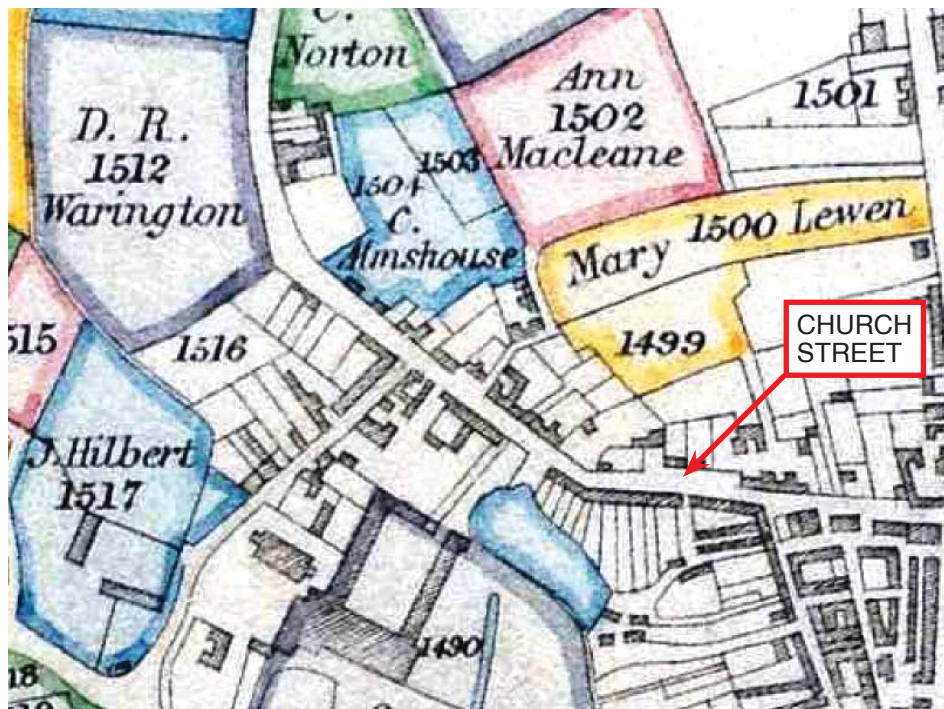 C.
Norton
D. R.
1512
Warington
Ann
1502
Macleane
1501
1503
1504
C.
Almshouse
Mary 1500 Lewen
1499
CHURCH
STREET
515
1516
J. Hilbert
1517
1490
18